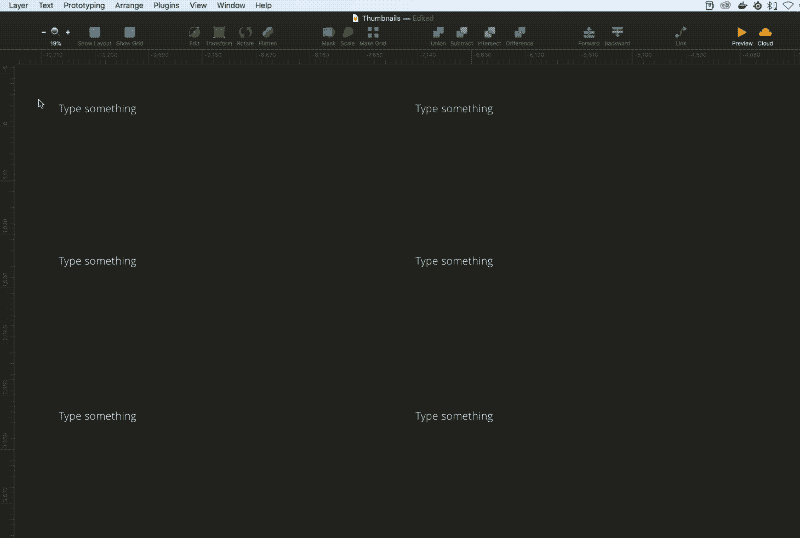 Layer Text Prototyping Arrange Plugins View Window Help
Thumbnails — Edited
19%
Show Layout Show Grid Edit Transform Rotate Flatten Mask Scale Make Grid Union Subtract Intersect Difference Forward Backward Link Preview Cloud
Type something Type something
Type something Type something
Type something Type something